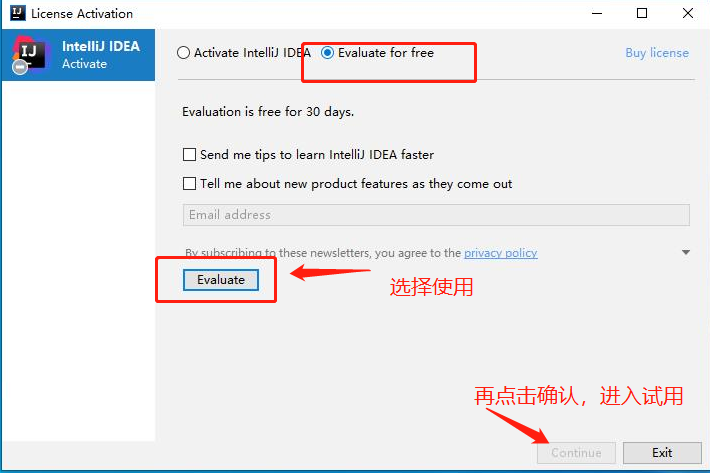 License Activation
IntelliJ IDEA
Activate
Activate IntelliJ IDEA
Evaluate for free
Buy license
Evaluation is free for 30 days.
Send me tips to learn IntelliJ IDEA faster
Tell me about new product features as they come out
Email address
By subscribing to these newsletters, you agree to the privacy policy
Evaluate
选择使用
再点击确认，进入试用
Continue
Exit